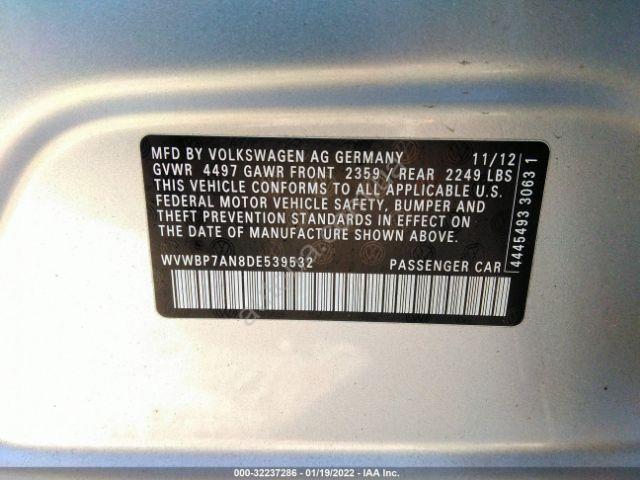 MFD BY VOLKSWAGEN AG GERMANY 11/12
GVWR 4497 GAWR FRONT 2359 REAR 2249 LBS
THIS VEHICLE CONFORMS TO ALL APPLICABLE U.S.
FEDERAL MOTOR VEHICLE SAFETY, BUMPER AND
THEFT PREVENTION STANDARDS IN EFFECT ON
THE DATE OF MANUFACTURE SHOWN ABOVE.
WVWBP7AN8DE539532 PASSENGER CAR
4445493 3063 1
000-32237286 - 01/19/2022 - IAA Inc.